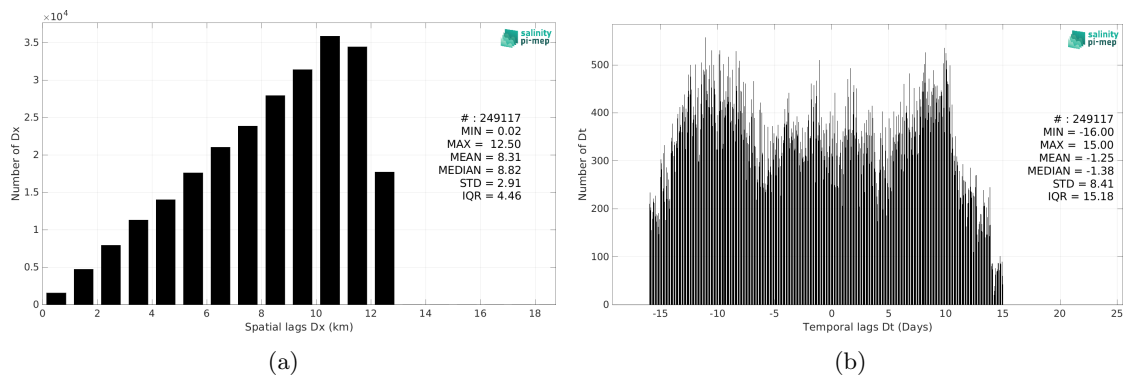 ×10⁴
3.5
3
2.5
2
1.5
1
0.5
0
Number of Dx
0 2 4 6 8 10 12 14 16 18
Spatial lags Dx (km)
salinity
pi-mep
# : 249117
MIN = 0.02
MAX = 12.50
MEAN = 8.31
MEDIAN = 8.82
STD = 2.91
IQR = 4.46
(a)
500
400
300
200
100
0
Number of Dt
-15 -10 -5 0 5 10 15 20 25
Temporal lags Dt (Days)
salinity
pi-mep
# : 249117
MIN = -16.00
MAX = 15.00
MEAN = -1.25
MEDIAN = -1.38
STD = 8.41
IQR = 15.18
(b)